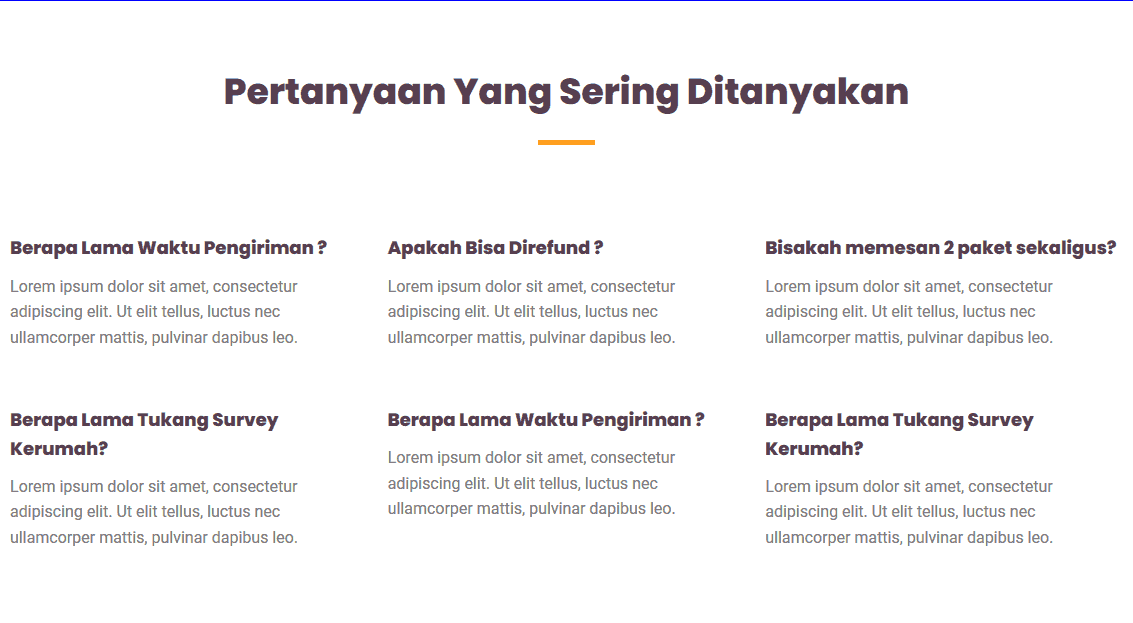 Pertanyaan Yang Sering Ditanyakan
Berapa Lama Waktu Pengiriman ?
Lorem ipsum dolor sit amet, consectetur
adipiscing elit. Ut elit tellus, luctus nec
ullamcorper mattis, pulvinar dapibus leo.
Apakah Bisa Direfund ?
Lorem ipsum dolor sit amet, consectetur
adipiscing elit. Ut elit tellus, luctus nec
ullamcorper mattis, pulvinar dapibus leo.
Bisakah memesan 2 paket sekaligus?
Lorem ipsum dolor sit amet, consectetur
adipiscing elit. Ut elit tellus, luctus nec
ullamcorper mattis, pulvinar dapibus leo.
Berapa Lama Tukang Survey
Kerumah?
Lorem ipsum dolor sit amet, consectetur
adipiscing elit. Ut elit tellus, luctus nec
ullamcorper mattis, pulvinar dapibus leo.
Berapa Lama Waktu Pengiriman ?
Lorem ipsum dolor sit amet, consectetur
adipiscing elit. Ut elit tellus, luctus nec
ullamcorper mattis, pulvinar dapibus leo.
Berapa Lama Tukang Survey
Kerumah?
Lorem ipsum dolor sit amet, consectetur
adipiscing elit. Ut elit tellus, luctus nec
ullamcorper mattis, pulvinar dapibus leo.